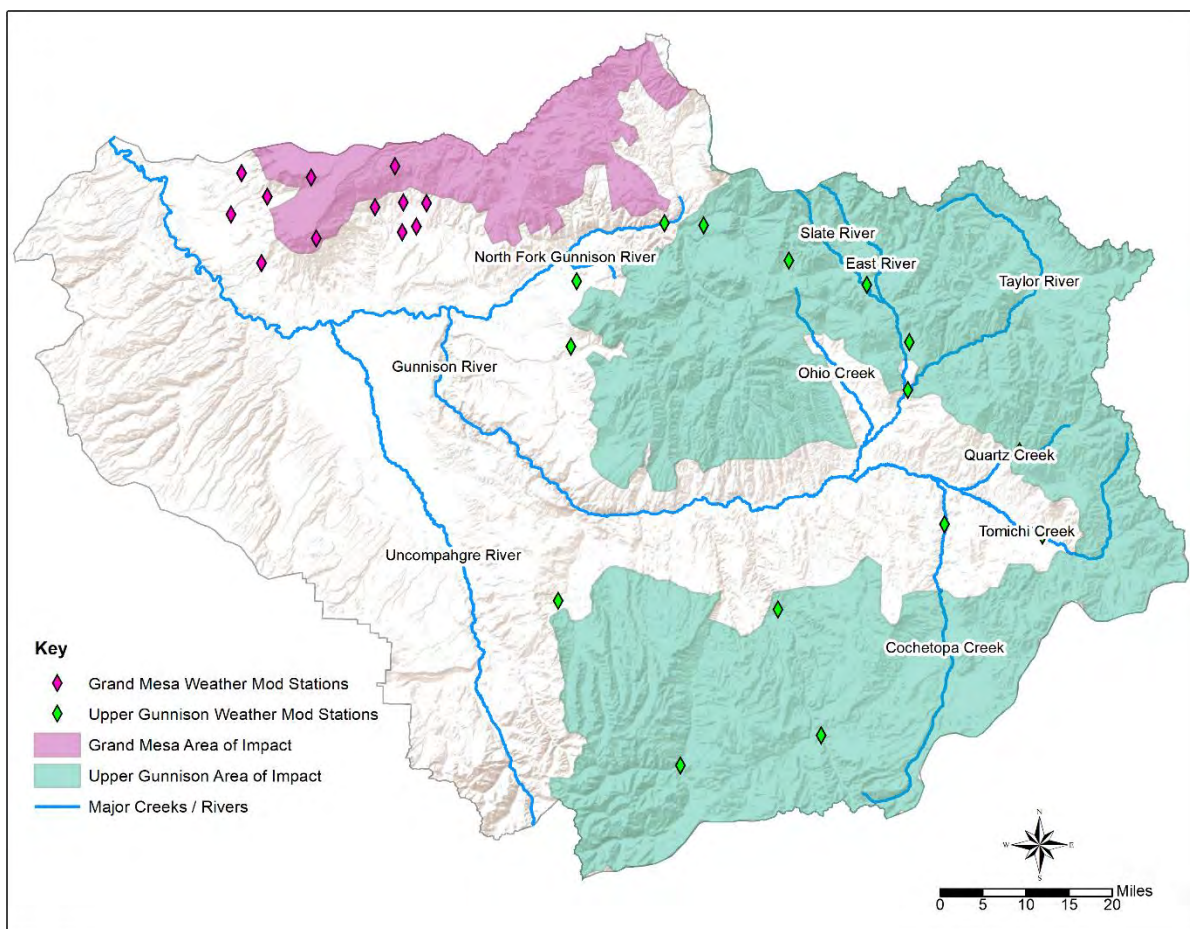 Slate River
North Fork Gunnison River
East River
Taylor River
Gunnison River
Ohio Creek
Quartz Creek
Tomichi Creek
Uncompahgre River
Cochetopa Creek
Key
Grand Mesa Weather Mod Stations
Upper Gunnison Weather Mod Stations
Grand Mesa Area of Impact
Upper Gunnison Area of Impact
Major Creeks / Rivers
N
W E
S
Miles
0 5 10 15 20